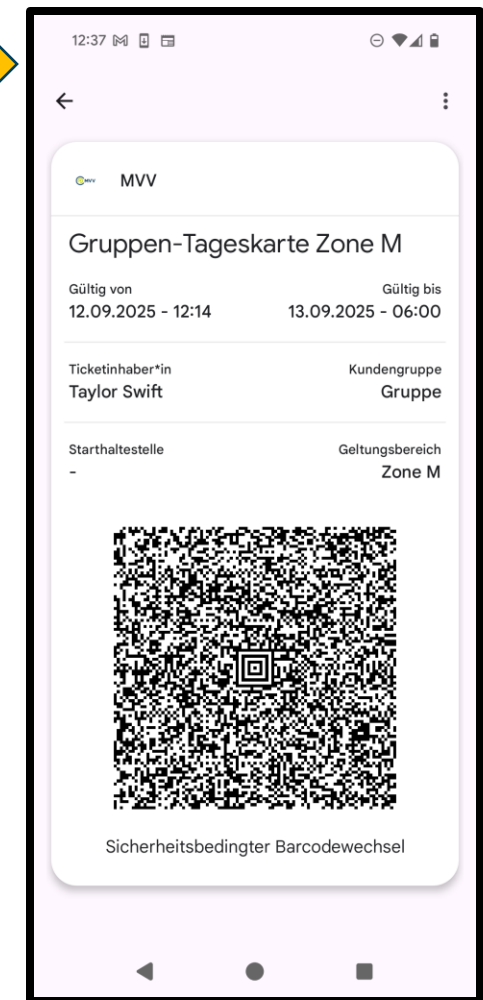 12:37
MVV
Gruppen-Tageskarte Zone M
Gültig von Gültig bis
12.09.2025 - 12:14 13.09.2025 - 06:00
Ticketinhaber*in Kundengruppe
Taylor Swift Gruppe
Starthaltestelle Geltungsbereich
- Zone M
Sicherheitsbedingter Barcodewechsel